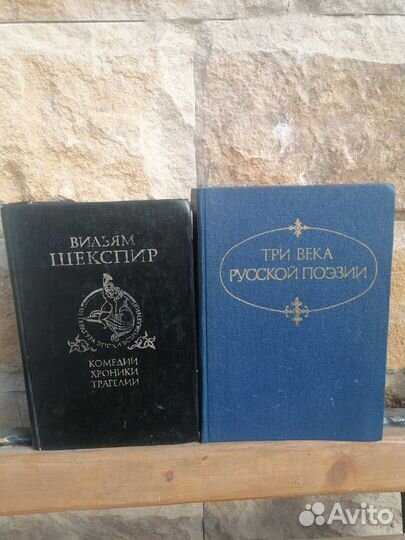 ВИЛЬЯМ
ШЕКСПИР
КОМЕДИИ
ХРОНИКИ
ТРАГЕДИИ
ТРИ ВЕКА
РУССКОЙ ПОЭЗИИ
Avito